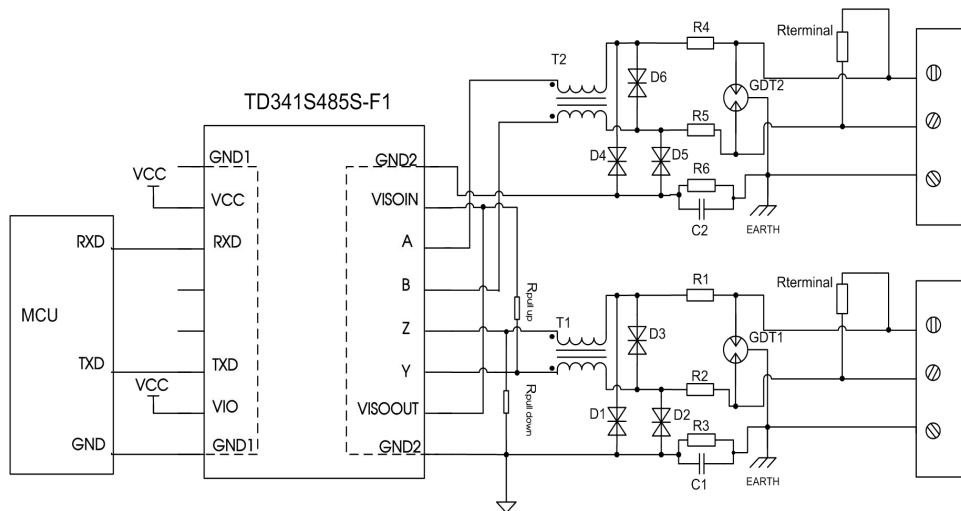 TD341S485S-F1
MCU
RXD
TXD
GND
VCC
VCC
GND1
VCC
RXD
TXD
VIO
GND1
GND2
VISOIN
A
B
Z
Y
VISOOUT
GND2
Rpull up
Rpull down
T2
D4
D6
D5
R4
R5
R6
C2
GDT2
EARTH
Rterminal
T1
D1
D3
D2
R1
R2
R3
C1
GDT1
EARTH
Rterminal